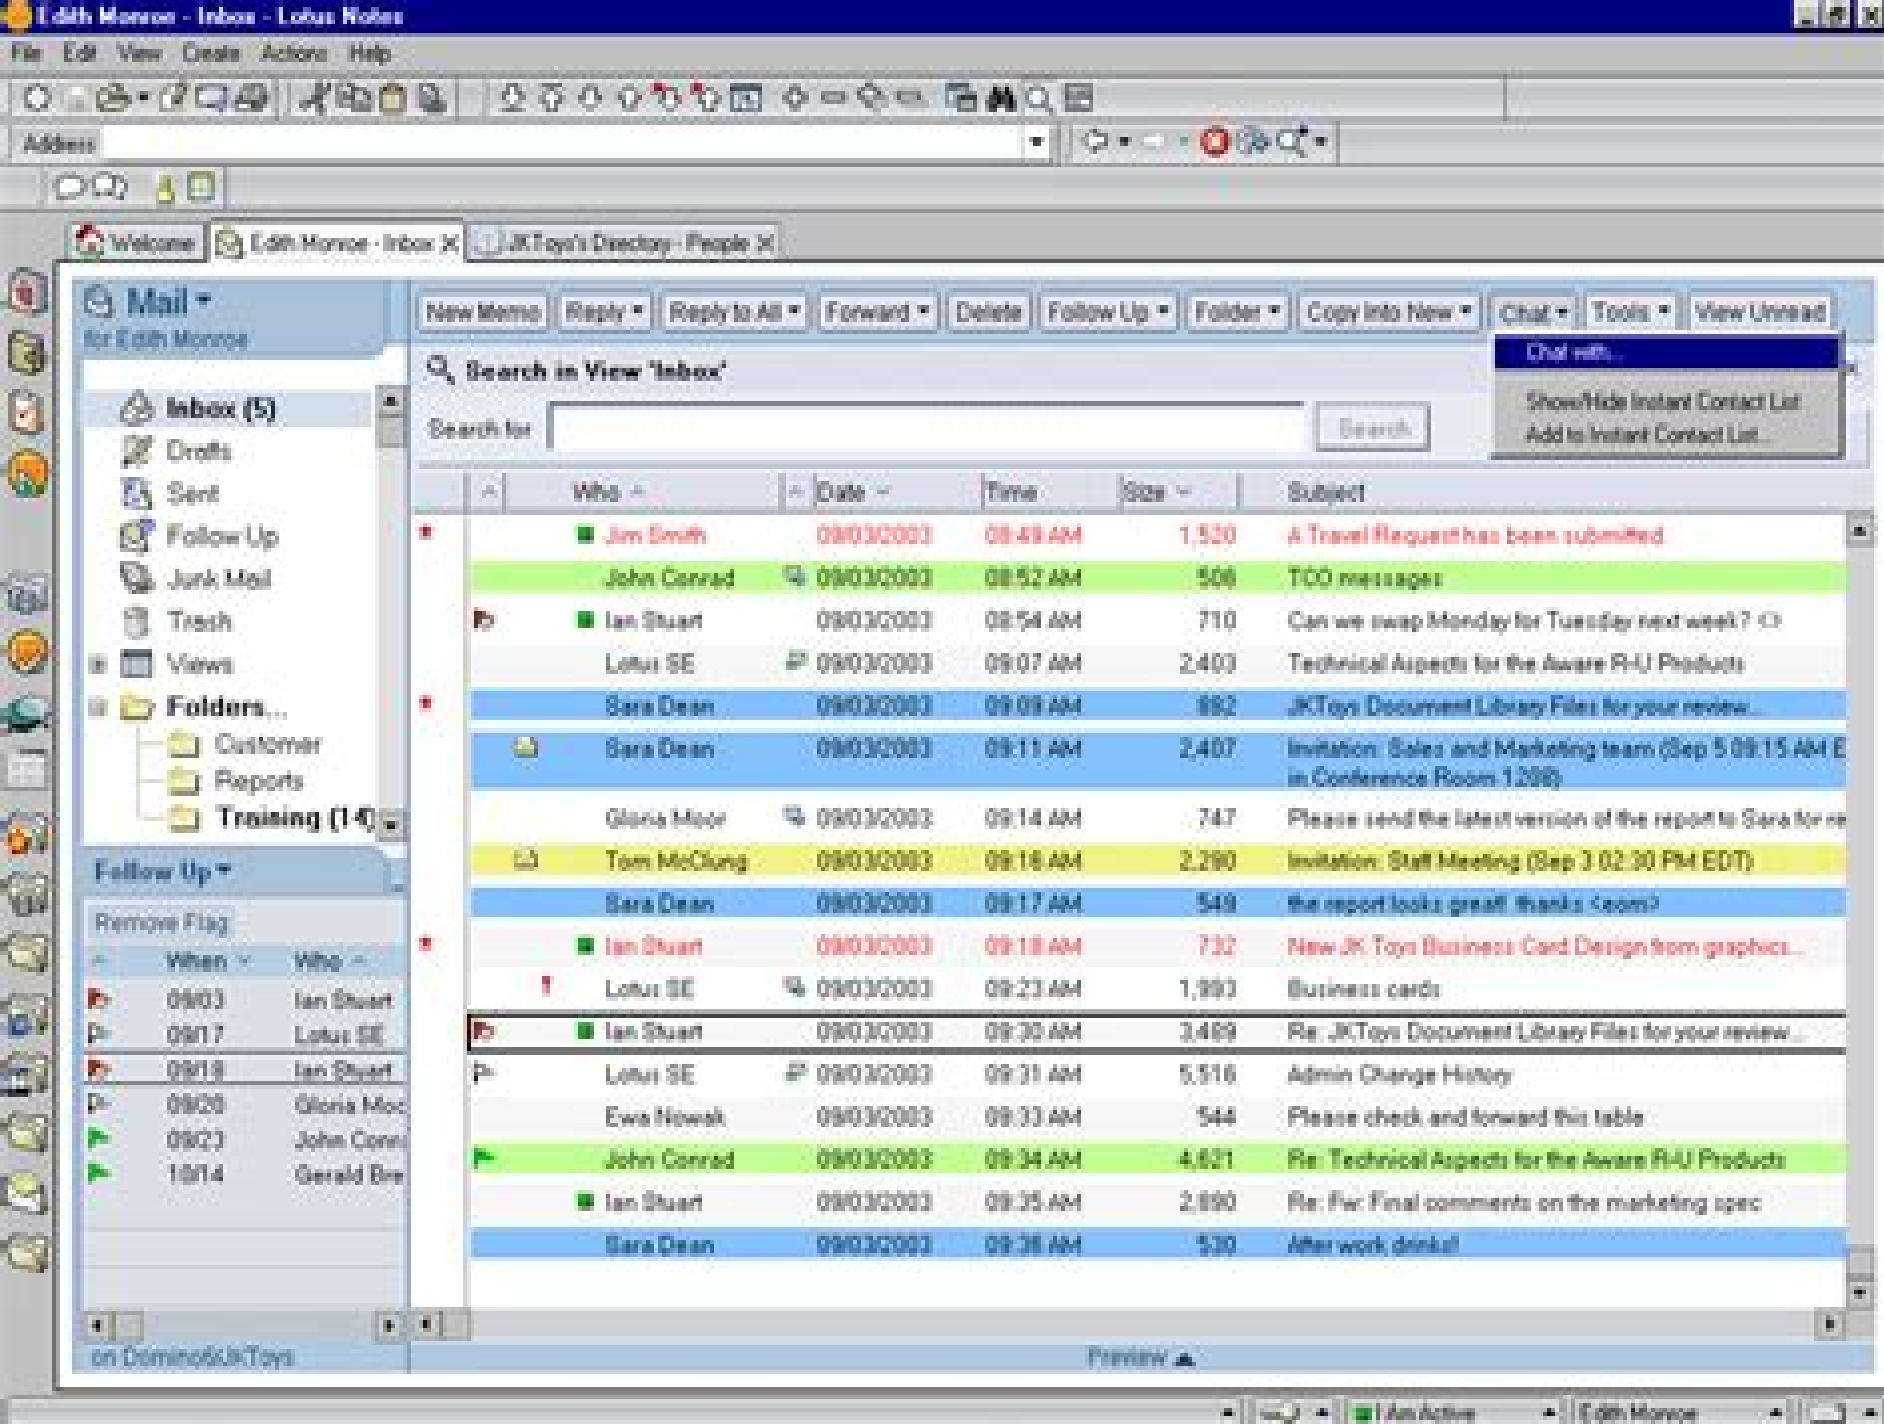 Edith Monroe - Inbox - Lotus Notes
File Edit View Create Actions Help
Address
Welcome Edith Monroe - Inbox JKToys's Directory - People
Mail
for Edith Monroe
New Memo Reply Reply to All Forward Delete Follow Up Folder Copy Into New Chat Tools View Unread
Chat with...
Show/Hide Instant Contact List
Add to Instant Contact List...
Search in View 'Inbox'
Search for Search
Inbox (5)
Drafts
Sent
Follow Up
Junk Mail
Trash
Views
Folders...
Customer
Reports
Training (14)
Follow Up
Remove Flag
When Who
09/03 Ian Stuart
09/17 Lotus SE
09/18 Ian Stuart
09/20 Gloria Moo
09/23 John Conr
10/14 Gerald Bre
on Domino6/JKToys
Who Date Time Size Subject
Jim Smith 09/03/2003 08:49 AM 1,520 A Travel Request has been submitted.
John Conrad 09/03/2003 08:52 AM 506 TCO messages
Ian Stuart 09/03/2003 08:54 AM 710 Can we swap Monday for Tuesday next week? <>
Lotus SE 09/03/2003 09:07 AM 2,403 Technical Aspects for the Aware R-U Products
Sara Dean 09/03/2003 09:09 AM 892 JKToys Document Library Files for your review...
Sara Dean 09/03/2003 09:11 AM 2,407 Invitation: Sales and Marketing team (Sep 5 09:15 AM E
in Conference Room 1208)
Gloria Moor 09/03/2003 09:14 AM 747 Please send the latest version of the report to Sara for re
Tom McClung 09/03/2003 09:16 AM 2,290 Invitation: Staff Meeting (Sep 3 02:30 PM EDT)
Sara Dean 09/03/2003 09:17 AM 549 the report looks great! thanks <eom>
Ian Stuart 09/03/2003 09:18 AM 732 New JK Toys Business Card Design from graphics...
Lotus SE 09/03/2003 09:23 AM 1,993 Business cards
Ian Stuart 09/03/2003 09:30 AM 3,489 Re: JKToys Document Library Files for your review...
Lotus SE 09/03/2003 09:31 AM 5,516 Admin Change History
Ewa Nowak 09/03/2003 09:33 AM 544 Please check and forward this table
John Conrad 09/03/2003 09:34 AM 4,621 Re: Technical Aspects for the Aware R-U Products
Ian Stuart 09/03/2003 09:35 AM 2,890 Re: Fw: Final comments on the marketing spec
Sara Dean 09/03/2003 09:36 AM 530 After work drinks!
Preview
I Am Active Edith Monroe